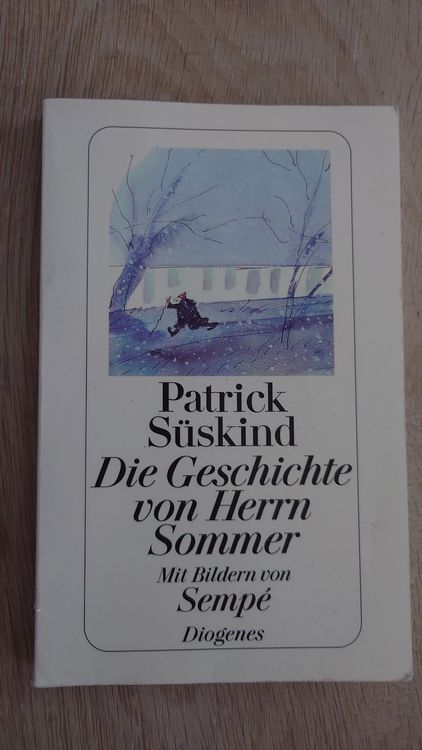 Patrick
Süskind
Die Geschichte
von Herrn
Sommer
Mit Bildern von
Sempé
Diogenes